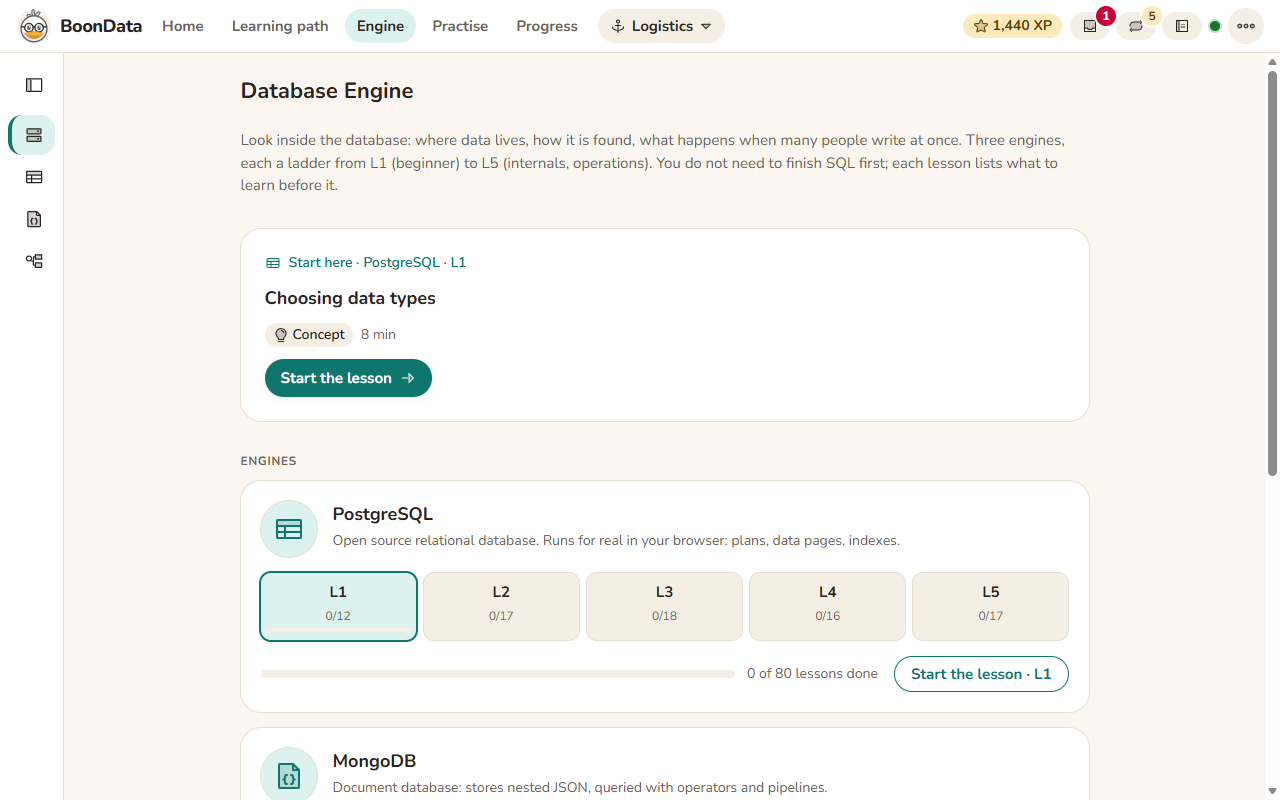 BoonData
Home
Learning path
Engine
Practise
Progress
Logistics
1,440 XP
1
5
Database Engine
Look inside the database: where data lives, how it is found, what happens when many people write at once. Three engines,
each a ladder from L1 (beginner) to L5 (internals, operations). You do not need to finish SQL first; each lesson lists what to
learn before it.
Start here · PostgreSQL · L1
Choosing data types
Concept
8 min
Start the lesson
ENGINES
PostgreSQL
Open source relational database. Runs for real in your browser: plans, data pages, indexes.
L1
0/12
L2
0/17
L3
0/18
L4
0/16
L5
0/17
0 of 80 lessons done
Start the lesson · L1
MongoDB
Document database: stores nested JSON, queried with operators and pipelines.